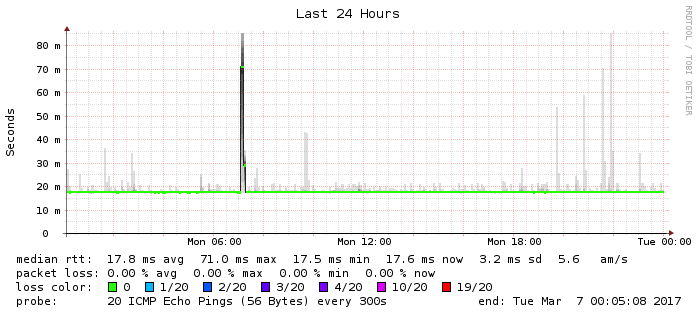 Last 24 Hours
RRDTOOL / TOBI OETIKER
Seconds
80 m
70 m
60 m
50 m
40 m
30 m
20 m
10 m
0
Mon 06:00 Mon 12:00 Mon 18:00 Tue 00:00
median rtt: 17.8 ms avg 71.0 ms max 17.5 ms min 17.6 ms now 3.2 ms sd 5.6 am/s
packet loss: 0.00 % avg 0.00 % max 0.00 % min 0.00 % now
loss color: 0 1/20 2/20 3/20 4/20 10/20 19/20
probe: 20 ICMP Echo Pings (56 Bytes) every 300s end: Tue Mar 7 00:05:08 2017